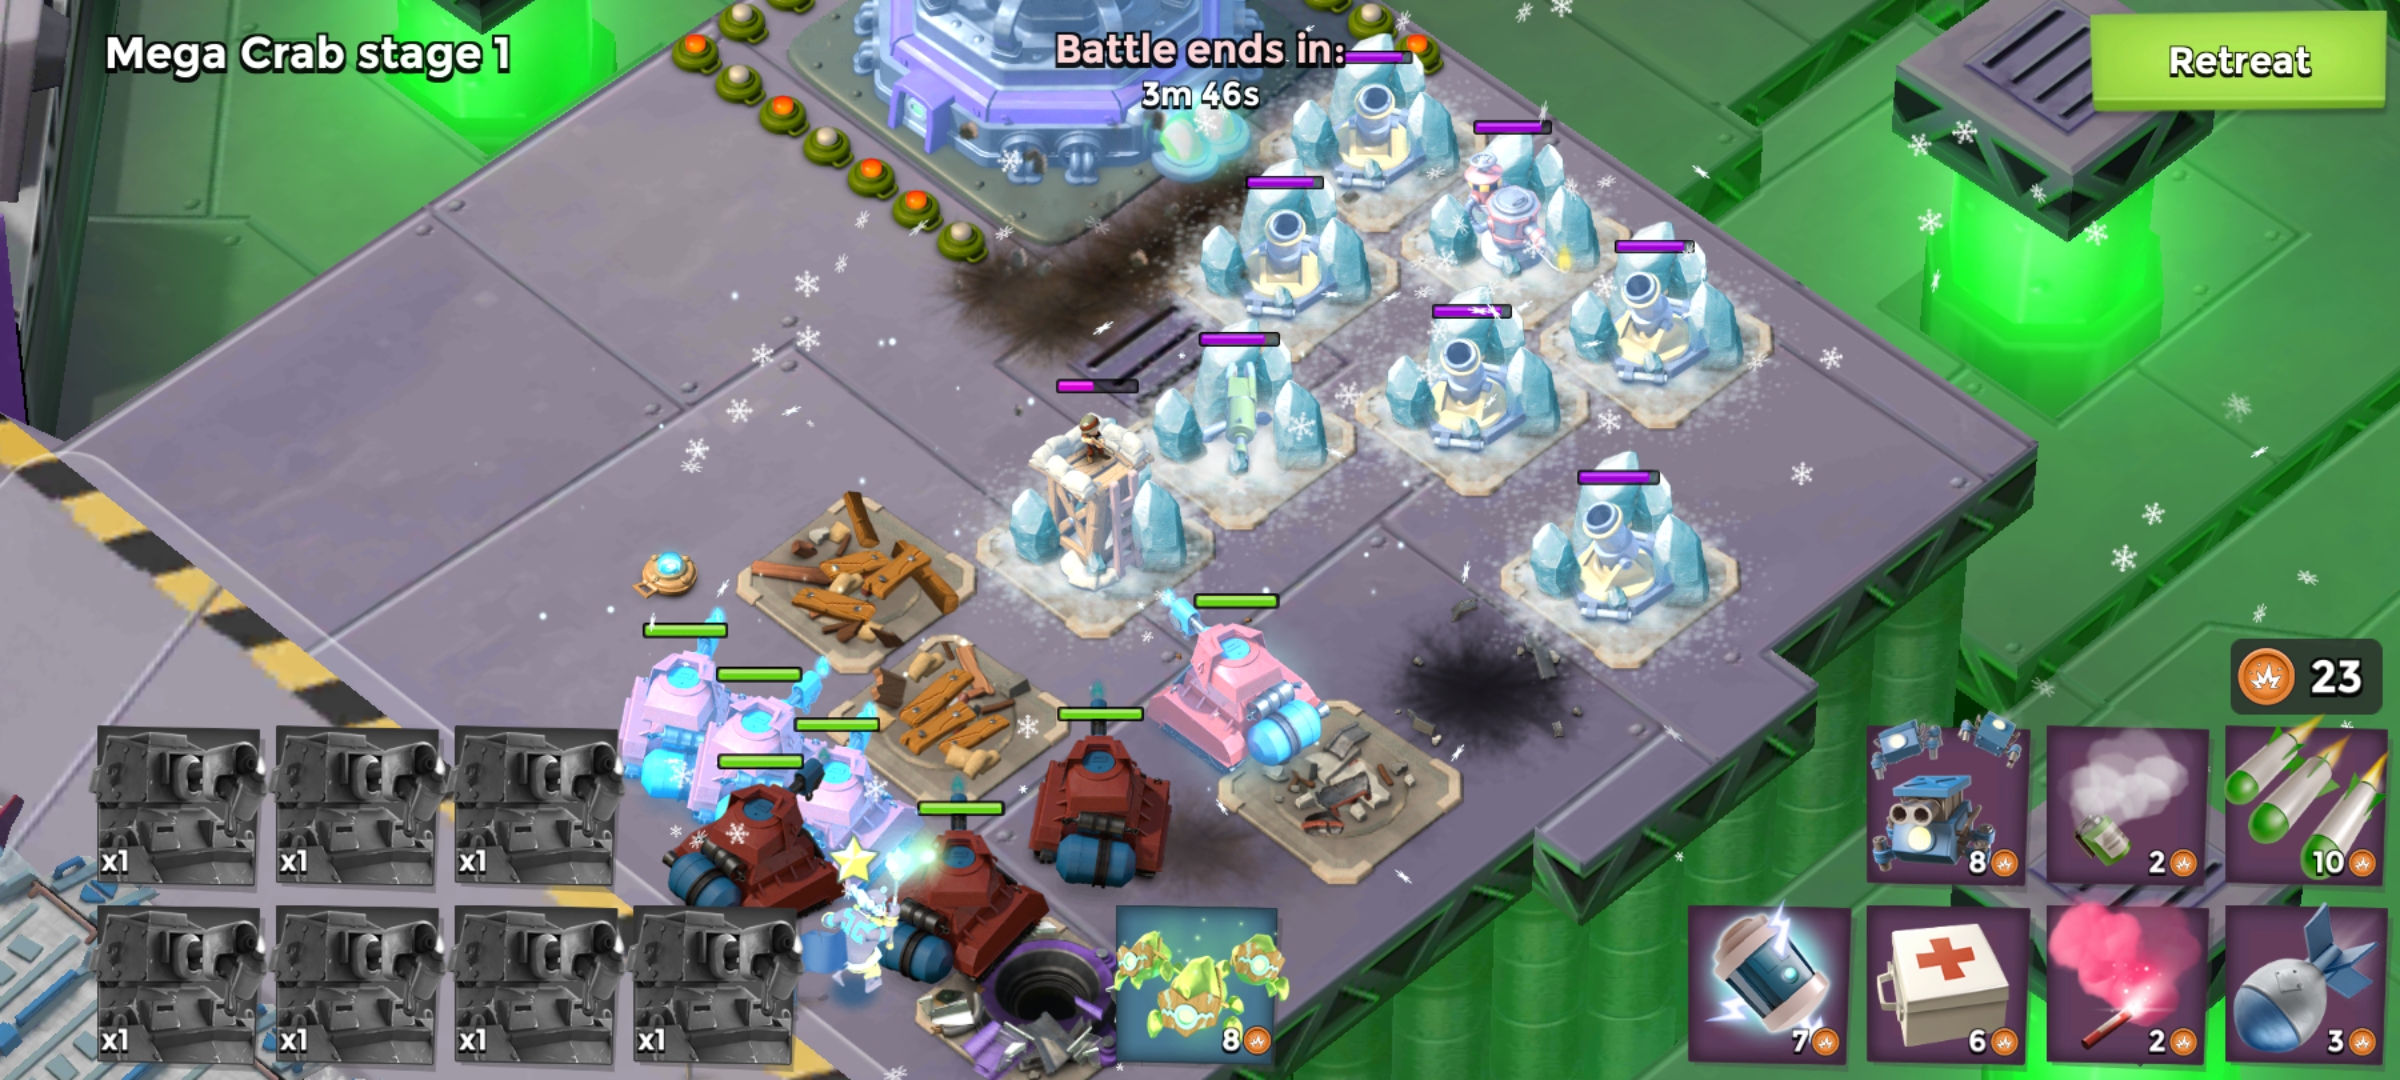 Mega Crab stage 1
Battle ends in:
3m 46s
Retreat
23
x1
x1
x1
8
2
10
x1
x1
x1
x1
8
7
6
2
3